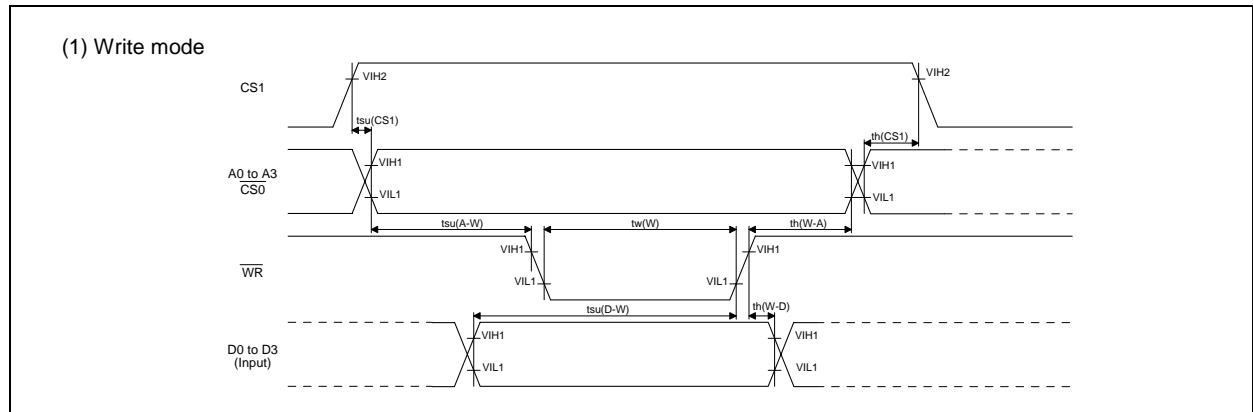 (1) Write mode
VIH2
VIH2
CS1
tsu(CS1)
th(CS1)
VIH1
VIH1
A0 to A3
CS0
VIL1
VIL1
tsu(A-W)
tw(W)
th(W-A)
VIH1
VIH1
WR
VIL1
VIL1
tsu(D-W)
th(W-D)
VIH1
VIH1
D0 to D3
(Input)
VIL1
VIL1